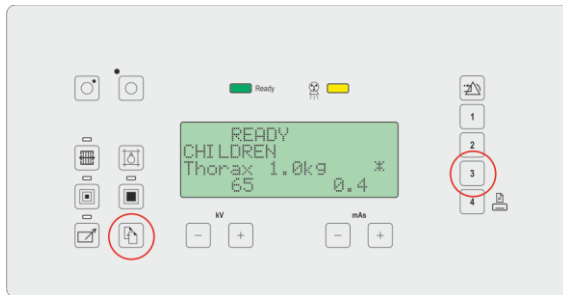 Ready
READY
CHILDREN
Thorax 1.0kg
65 0.4
kV mAs
- + - +
1
2
3
4